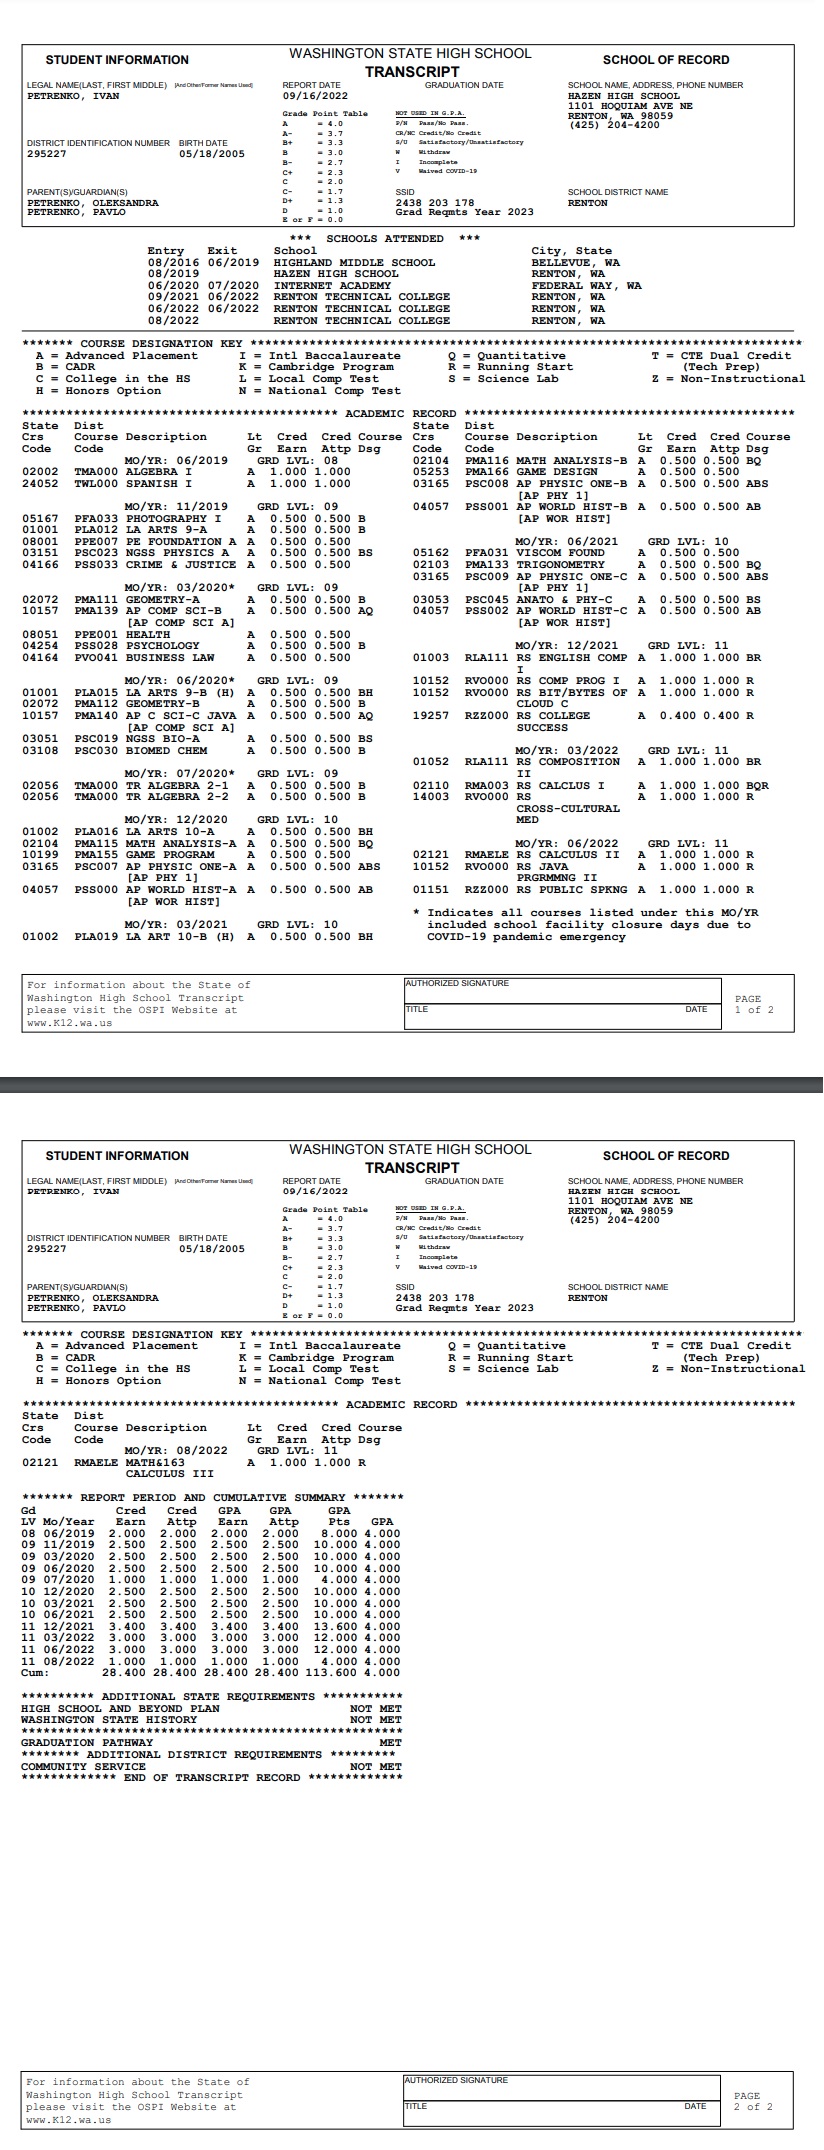 STUDENT INFORMATION
WASHINGTON STATE HIGH SCHOOL
TRANSCRIPT
SCHOOL OF RECORD
LEGAL NAME(LAST, FIRST MIDDLE) [And Other/Former Names Used]
PETRENKO, IVAN
REPORT DATE GRADUATION DATE
09/16/2022
SCHOOL NAME, ADDRESS, PHONE NUMBER
HAZEN HIGH SCHOOL
1101 HOQUIAM AVE NE
RENTON, WA 98059
(425) 204-4200
Grade Point Table
A = 4.0
A- = 3.7
B+ = 3.3
B = 3.0
B- = 2.7
C+ = 2.3
C = 2.0
C- = 1.7
D+ = 1.3
D = 1.0
E or F = 0.0
NOT USED IN G.P.A.
P/N Pass/No Pass.
CR/NC Credit/No Credit
S/U Satisfactory/Unsatisfactory
W Withdraw
I Incomplete
V Waived COVID-19
DISTRICT IDENTIFICATION NUMBER BIRTH DATE
295227 05/18/2005
PARENT(S)/GUARDIAN(S)
PETRENKO, OLEKSANDRA
PETRENKO, PAVLO
SSID
2438 203 178
Grad Reqmts Year 2023
SCHOOL DISTRICT NAME
RENTON
*** SCHOOLS ATTENDED ***
Entry Exit School City, State
08/2016 06/2019 HIGHLAND MIDDLE SCHOOL BELLEVUE, WA
08/2019 HAZEN HIGH SCHOOL RENTON, WA
06/2020 07/2020 INTERNET ACADEMY FEDERAL WAY, WA
09/2021 06/2022 RENTON TECHNICAL COLLEGE RENTON, WA
06/2022 06/2022 RENTON TECHNICAL COLLEGE RENTON, WA
08/2022 RENTON TECHNICAL COLLEGE RENTON, WA
******* COURSE DESIGNATION KEY ***************************************************************************
A = Advanced Placement I = Intl Baccalaureate Q = Quantitative T = CTE Dual Credit
B = CADR K = Cambridge Program R = Running Start (Tech Prep)
C = College in the HS L = Local Comp Test S = Science Lab Z = Non-Instructional
H = Honors Option N = National Comp Test
******************************************* ACADEMIC RECORD *********************************************
State Dist
Crs Course Description Lt Cred Cred Course
Code Code Gr Earn Attp Dsg
MO/YR: 06/2019 GRD LVL: 08
02002 TMA000 ALGEBRA I A 1.000 1.000
24052 TWL000 SPANISH I A 1.000 1.000
MO/YR: 11/2019 GRD LVL: 09
05167 PFA033 PHOTOGRAPHY I A 0.500 0.500 B
01001 PLA012 LA ARTS 9-A A 0.500 0.500 B
08001 PPE007 PE FOUNDATION A A 0.500 0.500
03151 PSC023 NGSS PHYSICS A A 0.500 0.500 BS
04166 PSS033 CRIME & JUSTICE A 0.500 0.500
MO/YR: 03/2020* GRD LVL: 09
02072 PMA111 GEOMETRY-A A 0.500 0.500 B
10157 PMA139 AP COMP SCI-B A 0.500 0.500 AQ
[AP COMP SCI A]
08051 PPE001 HEALTH A 0.500 0.500
04254 PSS028 PSYCHOLOGY A 0.500 0.500 B
04164 PVO041 BUSINESS LAW A 0.500 0.500
MO/YR: 06/2020* GRD LVL: 09
01001 PLA015 LA ARTS 9-B (H) A 0.500 0.500 BH
02072 PMA112 GEOMETRY-B A 0.500 0.500 B
10157 PMA140 AP C SCI-C JAVA A 0.500 0.500 AQ
[AP COMP SCI A]
03051 PSC019 NGSS BIO-A A 0.500 0.500 BS
03108 PSC030 BIOMED CHEM A 0.500 0.500 B
MO/YR: 07/2020* GRD LVL: 09
02056 TMA000 TR ALGEBRA 2-1 A 0.500 0.500 B
02056 TMA000 TR ALGEBRA 2-2 A 0.500 0.500 B
MO/YR: 12/2020 GRD LVL: 10
01002 PLA016 LA ARTS 10-A A 0.500 0.500 BH
02104 PMA115 MATH ANALYSIS-A A 0.500 0.500 BQ
10199 PMA155 GAME PROGRAM A 0.500 0.500
03165 PSC007 AP PHYSIC ONE-A A 0.500 0.500 ABS
[AP PHY 1]
04057 PSS000 AP WORLD HIST-A A 0.500 0.500 AB
[AP WOR HIST]
MO/YR: 03/2021 GRD LVL: 10
01002 PLA019 LA ART 10-B (H) A 0.500 0.500 BH
State Dist
Crs Course Description Lt Cred Cred Course
Code Code Gr Earn Attp Dsg
02104 PMA116 MATH ANALYSIS-B A 0.500 0.500 BQ
05253 PMA166 GAME DESIGN A 0.500 0.500
03165 PSC008 AP PHYSIC ONE-B A 0.500 0.500 ABS
[AP PHY 1]
04057 PSS001 AP WORLD HIST-B A 0.500 0.500 AB
[AP WOR HIST]
MO/YR: 06/2021 GRD LVL: 10
05162 PFA031 VISCOM FOUND A 0.500 0.500
02103 PMA133 TRIGONOMETRY A 0.500 0.500 BQ
03165 PSC009 AP PHYSIC ONE-C A 0.500 0.500 ABS
[AP PHY 1]
03053 PSC045 ANATO & PHY-C A 0.500 0.500 BS
04057 PSS002 AP WORLD HIST-C A 0.500 0.500 AB
[AP WOR HIST]
MO/YR: 12/2021 GRD LVL: 11
01003 RLA111 RS ENGLISH COMP A 1.000 1.000 BR
I
10152 RVO000 RS COMP PROG I A 1.000 1.000 R
10152 RVO000 RS BIT/BYTES OF A 1.000 1.000 R
CLOUD C
19257 RZZ000 RS COLLEGE A 0.400 0.400 R
SUCCESS
MO/YR: 03/2022 GRD LVL: 11
01052 RLA111 RS COMPOSITION A 1.000 1.000 BR
II
02110 RMA003 RS CALCLUS I A 1.000 1.000 BQR
14003 RVO000 RS A 1.000 1.000 R
CROSS-CULTURAL
MED
MO/YR: 06/2022 GRD LVL: 11
02121 RMAELE RS CALCULUS II A 1.000 1.000 R
10152 RVO000 RS JAVA A 1.000 1.000 R
PRGRMMNG II
01151 RZZ000 RS PUBLIC SPKNG A 1.000 1.000 R
* Indicates all courses listed under this MO/YR
included school facility closure days due to
COVID-19 pandemic emergency
For information about the State of
Washington High School Transcript
please visit the OSPI Website at
www.K12.wa.us
AUTHORIZED SIGNATURE
TITLE DATE
PAGE
1 of 2
STUDENT INFORMATION
WASHINGTON STATE HIGH SCHOOL
TRANSCRIPT
SCHOOL OF RECORD
LEGAL NAME(LAST, FIRST MIDDLE) [And Other/Former Names Used]
PETRENKO, IVAN
REPORT DATE GRADUATION DATE
09/16/2022
SCHOOL NAME, ADDRESS, PHONE NUMBER
HAZEN HIGH SCHOOL
1101 HOQUIAM AVE NE
RENTON, WA 98059
(425) 204-4200
Grade Point Table
A = 4.0
A- = 3.7
B+ = 3.3
B = 3.0
B- = 2.7
C+ = 2.3
C = 2.0
C- = 1.7
D+ = 1.3
D = 1.0
E or F = 0.0
NOT USED IN G.P.A.
P/N Pass/No Pass.
CR/NC Credit/No Credit
S/U Satisfactory/Unsatisfactory
W Withdraw
I Incomplete
V Waived COVID-19
DISTRICT IDENTIFICATION NUMBER BIRTH DATE
295227 05/18/2005
PARENT(S)/GUARDIAN(S)
PETRENKO, OLEKSANDRA
PETRENKO, PAVLO
SSID
2438 203 178
Grad Reqmts Year 2023
SCHOOL DISTRICT NAME
RENTON
******* COURSE DESIGNATION KEY ***************************************************************************
A = Advanced Placement I = Intl Baccalaureate Q = Quantitative T = CTE Dual Credit
B = CADR K = Cambridge Program R = Running Start (Tech Prep)
C = College in the HS L = Local Comp Test S = Science Lab Z = Non-Instructional
H = Honors Option N = National Comp Test
******************************************* ACADEMIC RECORD *********************************************
State Dist
Crs Course Description Lt Cred Cred Course
Code Code Gr Earn Attp Dsg
MO/YR: 08/2022 GRD LVL: 11
02121 RMAELE MATH&163 A 1.000 1.000 R
CALCULUS III
******* REPORT PERIOD AND CUMULATIVE SUMMARY *******
Gd Cred Cred GPA GPA GPA
LV Mo/Year Earn Attp Earn Attp Pts GPA
08 06/2019 2.000 2.000 2.000 2.000 8.000 4.000
09 11/2019 2.500 2.500 2.500 2.500 10.000 4.000
09 03/2020 2.500 2.500 2.500 2.500 10.000 4.000
09 06/2020 2.500 2.500 2.500 2.500 10.000 4.000
09 07/2020 1.000 1.000 1.000 1.000 4.000 4.000
10 12/2020 2.500 2.500 2.500 2.500 10.000 4.000
10 03/2021 2.500 2.500 2.500 2.500 10.000 4.000
10 06/2021 2.500 2.500 2.500 2.500 10.000 4.000
11 12/2021 3.400 3.400 3.400 3.400 13.600 4.000
11 03/2022 3.000 3.000 3.000 3.000 12.000 4.000
11 06/2022 3.000 3.000 3.000 3.000 12.000 4.000
11 08/2022 1.000 1.000 1.000 1.000 4.000 4.000
Cum: 28.400 28.400 28.400 28.400 113.600 4.000
********** ADDITIONAL STATE REQUIREMENTS ***********
HIGH SCHOOL AND BEYOND PLAN NOT MET
WASHINGTON STATE HISTORY NOT MET
****************************************************
GRADUATION PATHWAY MET
******** ADDITIONAL DISTRICT REQUIREMENTS *********
COMMUNITY SERVICE NOT MET
************* END OF TRANSCRIPT RECORD *************
For information about the State of
Washington High School Transcript
please visit the OSPI Website at
www.K12.wa.us
AUTHORIZED SIGNATURE
TITLE DATE
PAGE
2 of 2